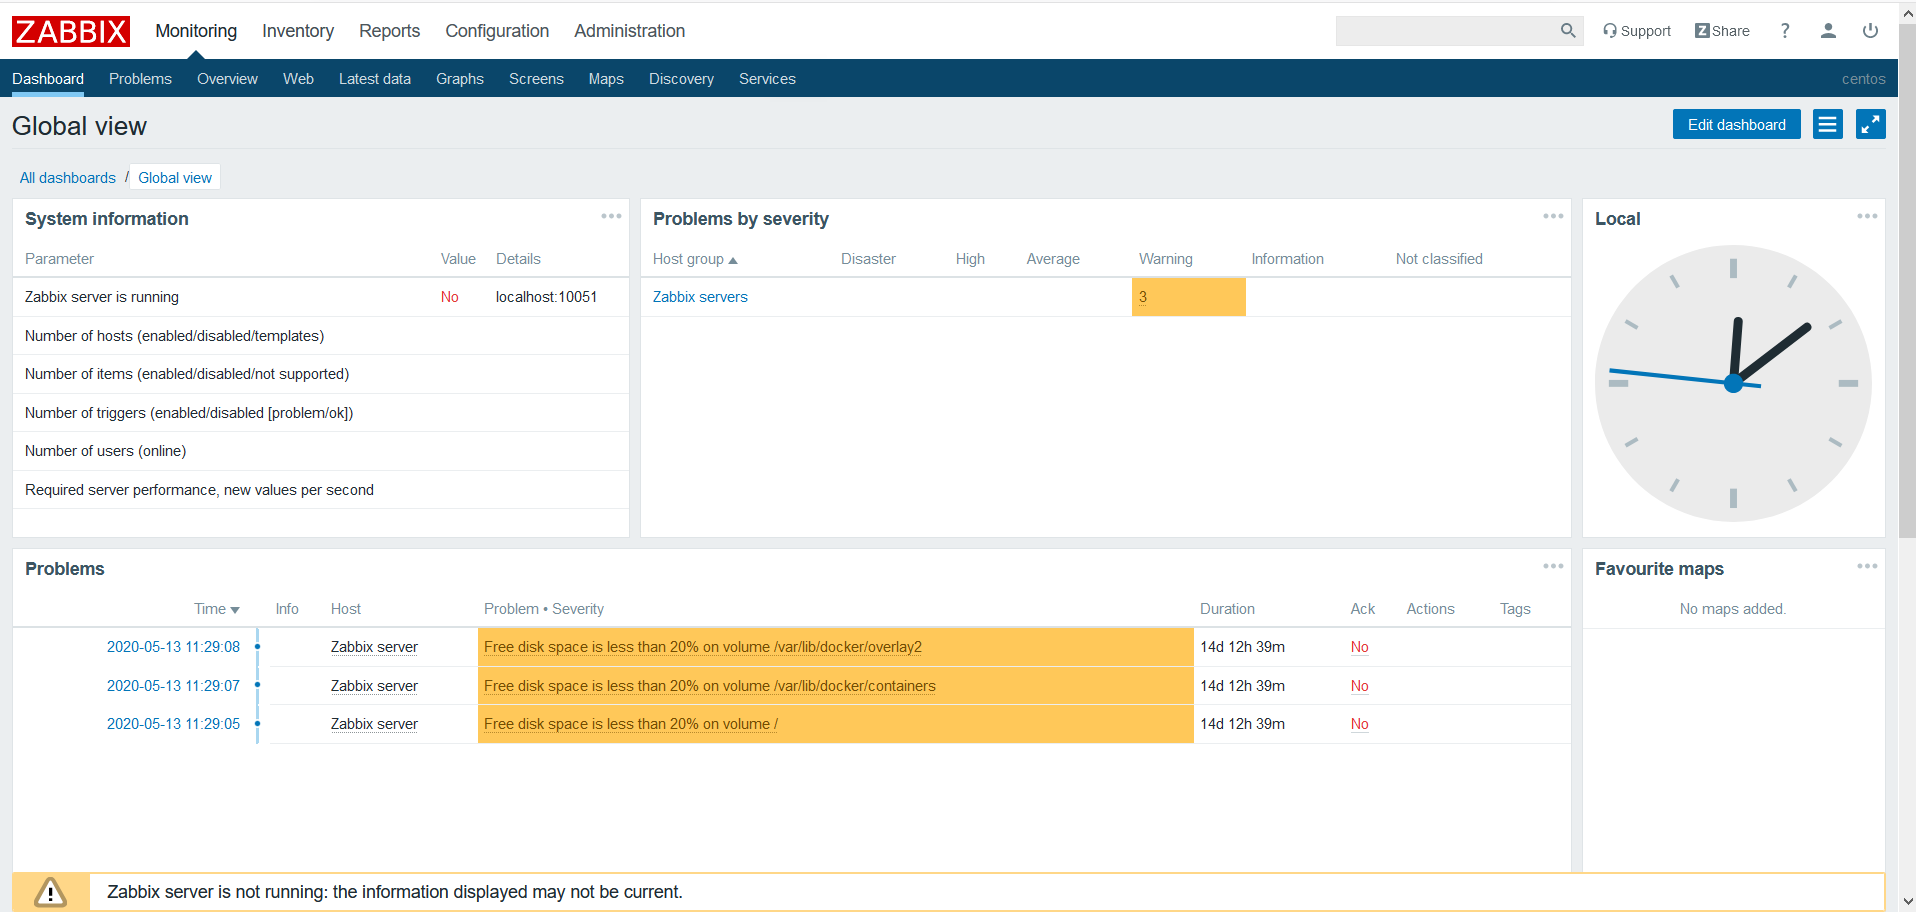 ZABBIX Monitoring Inventory Reports Configuration Administration Support Z Share ?
Dashboard Problems Overview Web Latest data Graphs Screens Maps Discovery Services centos
Global view Edit dashboard
All dashboards / Global view
System information
Parameter Value Details
Zabbix server is running No localhost:10051
Number of hosts (enabled/disabled/templates)
Number of items (enabled/disabled/not supported)
Number of triggers (enabled/disabled [problem/ok])
Number of users (online)
Required server performance, new values per second
Problems by severity
Host group Disaster High Average Warning Information Not classified
Zabbix servers 3
Local
Problems
Time Info Host Problem • Severity Duration Ack Actions Tags
2020-05-13 11:29:08 Zabbix server Free disk space is less than 20% on volume /var/lib/docker/overlay2 14d 12h 39m No
2020-05-13 11:29:07 Zabbix server Free disk space is less than 20% on volume /var/lib/docker/containers 14d 12h 39m No
2020-05-13 11:29:05 Zabbix server Free disk space is less than 20% on volume / 14d 12h 39m No
Favourite maps
No maps added.
Zabbix server is not running: the information displayed may not be current.